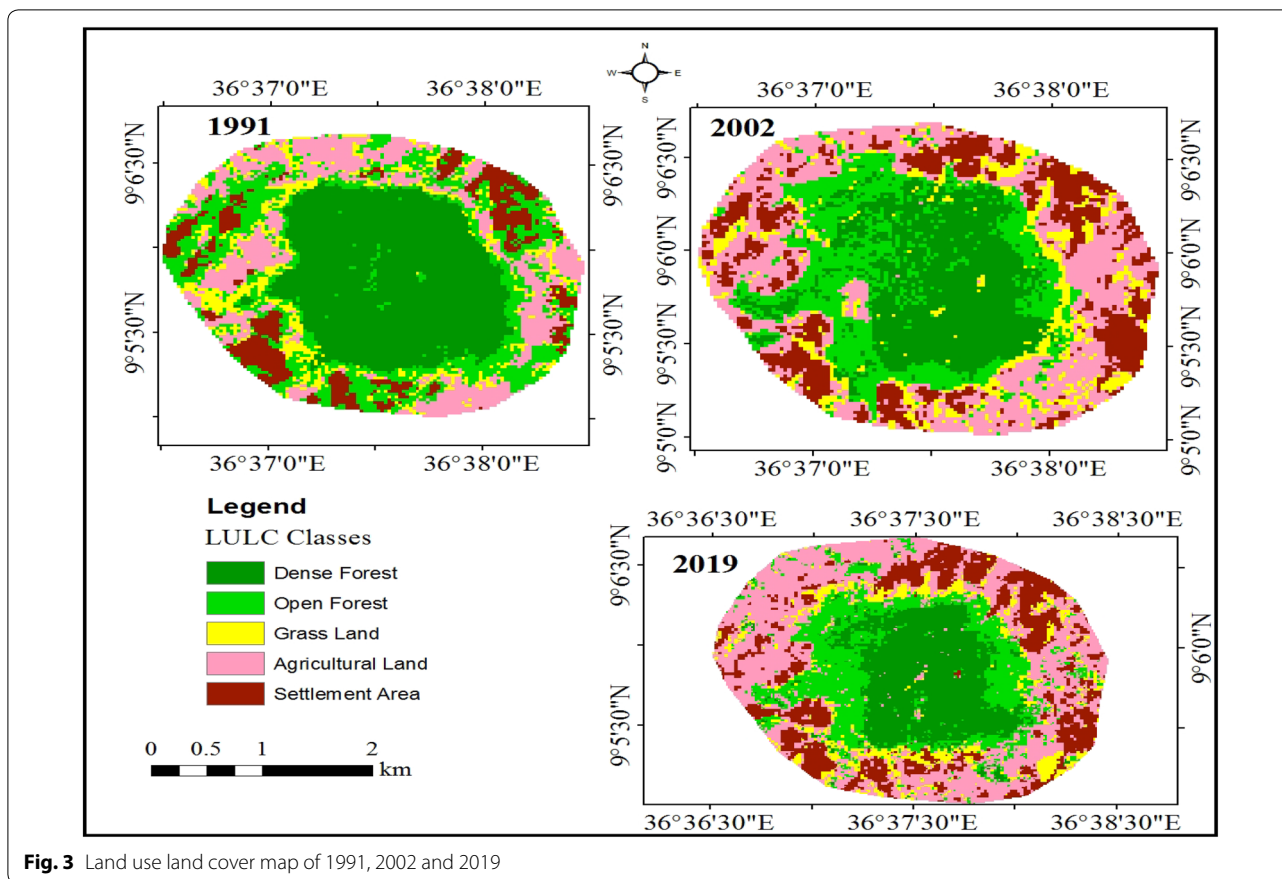 N
W E
S
36°37'0"E 36°38'0"E
1991
9°6'30"N 9°6'30"N
9°5'30"N 9°5'30"N
36°37'0"E 36°38'0"E
36°37'0"E 36°38'0"E
2002
9°6'30"N 9°6'30"N
9°6'0"N 9°6'0"N
9°5'30"N 9°5'30"N
9°5'0"N 9°5'0"N
36°37'0"E 36°38'0"E
Legend
LULC Classes
Dense Forest
Open Forest
Grass Land
Agricultural Land
Settlement Area
0 0.5 1 2
km
36°36'30"E 36°37'30"E 36°38'30"E
2019
9°6'30"N
9°6'0"N
9°5'30"N
36°36'30"E 36°37'30"E 36°38'30"E
Fig. 3 Land use land cover map of 1991, 2002 and 2019